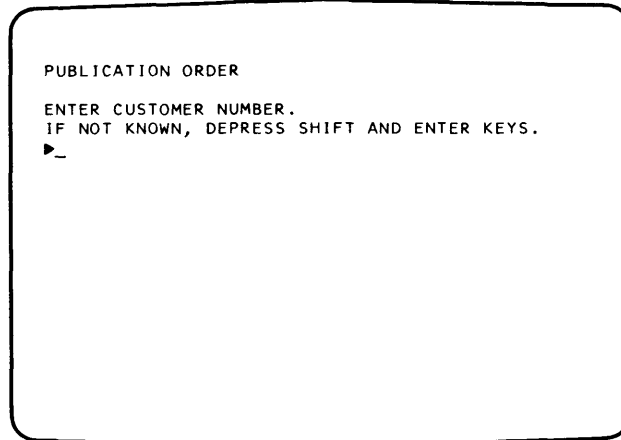 PUBLICATION ORDER
ENTER CUSTOMER NUMBER.
IF NOT KNOWN, DEPRESS SHIFT AND ENTER KEYS.
▶_